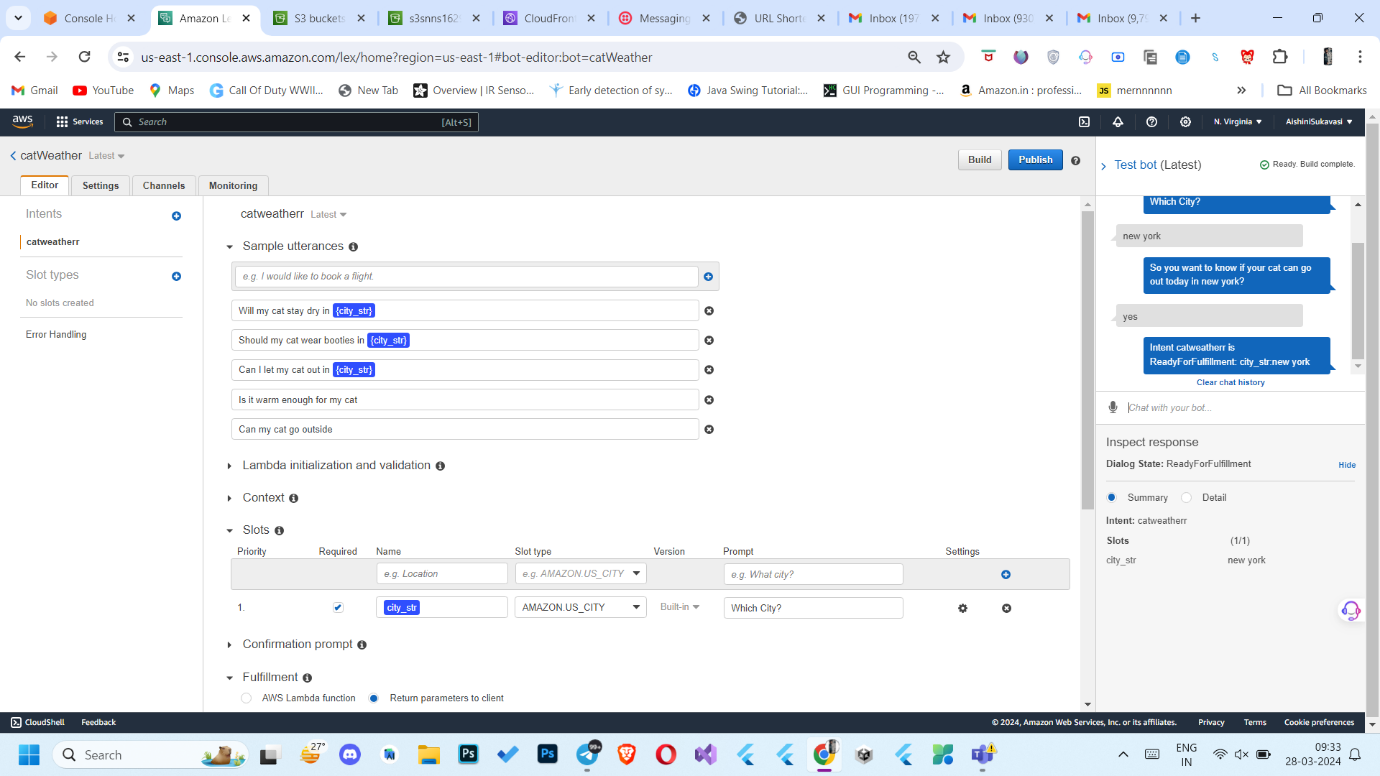 Console H
Amazon Le
S3 buckets
s3snns162
CloudFron
Messaging
URL Short
Inbox (197
Inbox (930
Inbox (9,79
us-east-1.console.aws.amazon.com/lex/home?region=us-east-1#bot-editor:bot=catWeather
Gmail YouTube Maps Call Of Duty WWII... New Tab Overview | IR Senso... Early detection of sy... Java Swing Tutorial:... GUI Programming -... Amazon.in : professi... JS mernnnnnn » All Bookmarks
aws Services Search [Alt+S] N. Virginia AishiniSukavasi
catWeather Latest
Build Publish
Editor Settings Channels Monitoring
Intents
catweatherr
Slot types
No slots created
Error Handling
catweatherr Latest
Sample utterances
e.g. I would like to book a flight.
Will my cat stay dry in {city_str}
Should my cat wear booties in {city_str}
Can I let my cat out in {city_str}
Is it warm enough for my cat
Can my cat go outside
Lambda initialization and validation
Context
Slots
Priority Required Name Slot type Version Prompt Settings
e.g. Location e.g. AMAZON.US_CITY e.g. What city?
1. city_str AMAZON.US_CITY Built-in Which City?
Confirmation prompt
Fulfillment
AWS Lambda function Return parameters to client
Test bot (Latest) Ready. Build complete.
Which City?
new york
So you want to know if your cat can go
out today in new york?
yes
Intent catweatherr is
ReadyForFulfillment: city_str:new york
Clear chat history
Chat with your bot...
Inspect response
Dialog State: ReadyForFulfillment Hide
Summary Detail
Intent: catweatherr
Slots (1/1)
city_str new york
CloudShell Feedback © 2024, Amazon Web Services, Inc. or its affiliates. Privacy Terms Cookie preferences
Search 27° Ps Ps 99+
ENG
IN
09:33
28-03-2024